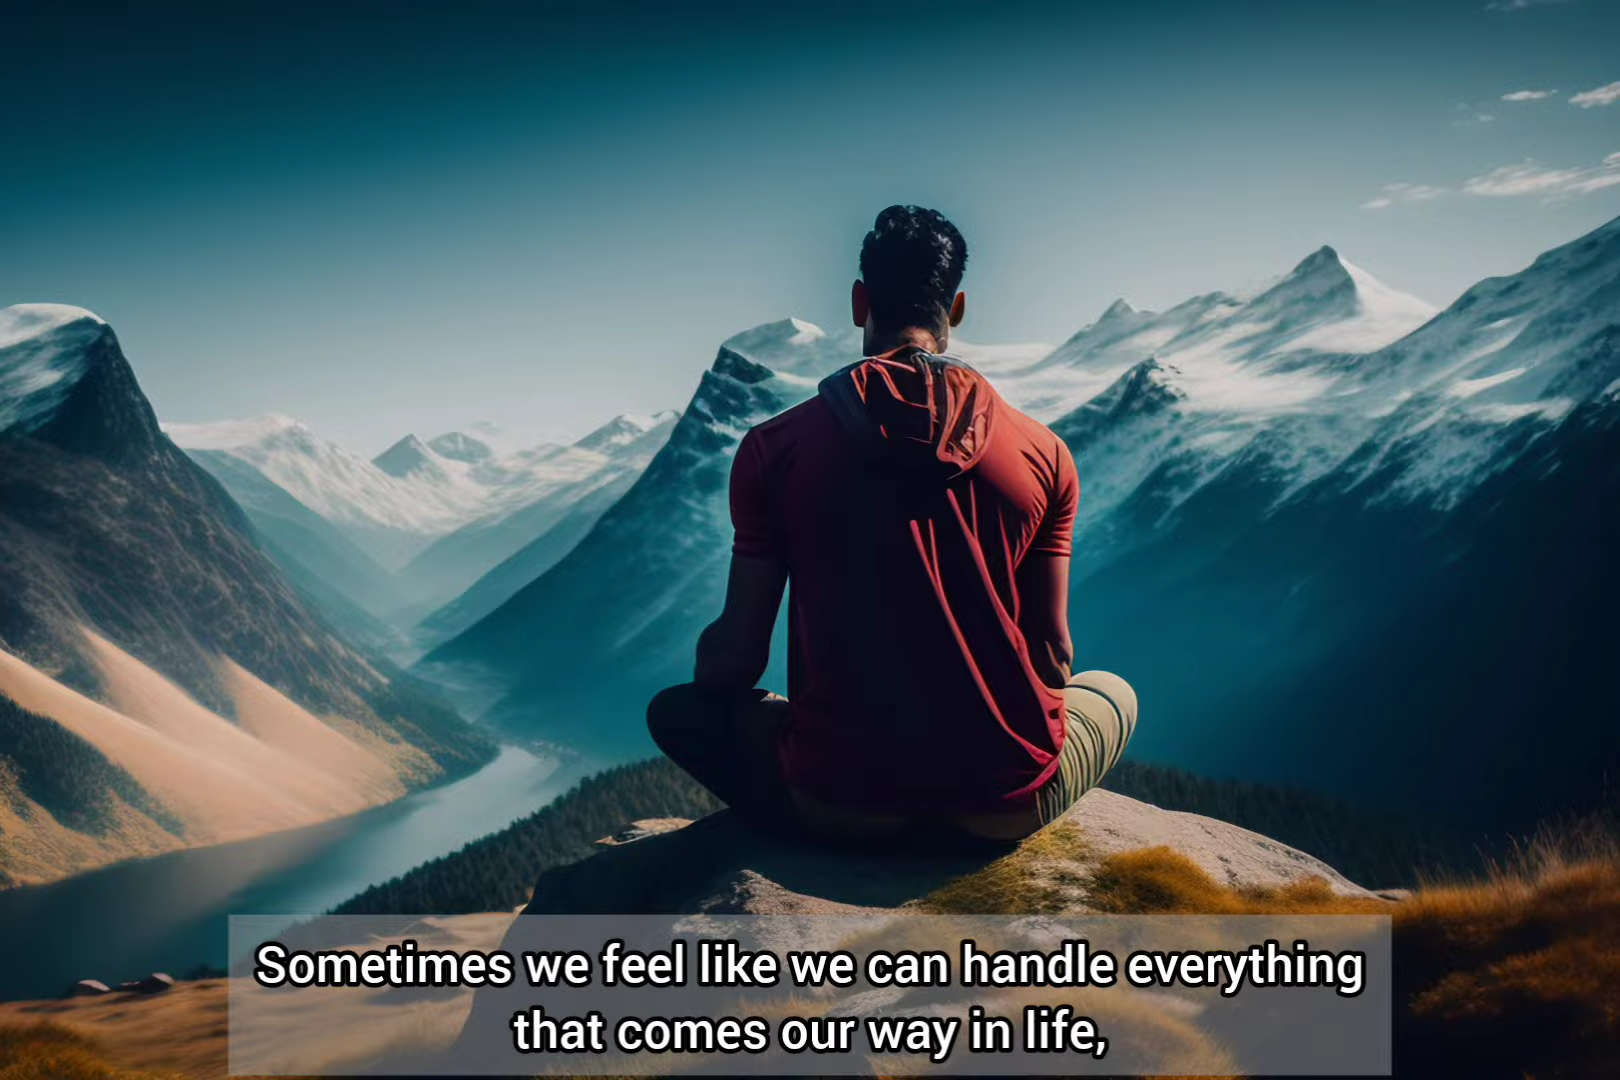 Sometimes we feel like we can handle everything
that comes our way in life,